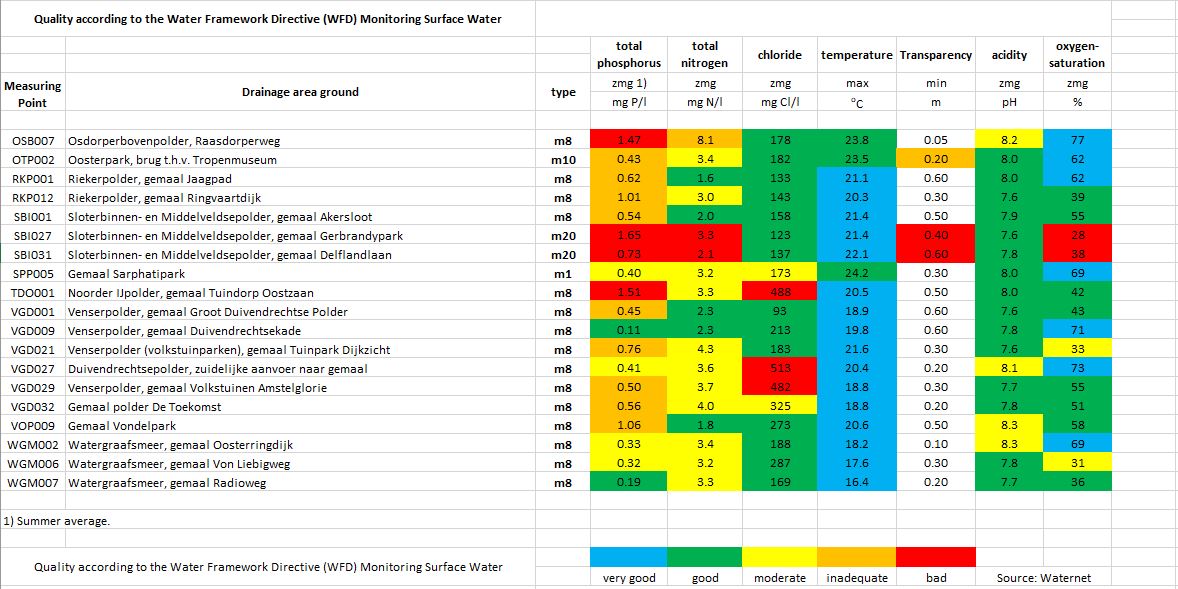 Quality according to the Water Framework Directive (WFD) Monitoring Surface Water
total phosphorus total nitrogen chloride temperature Transparency acidity oxygen-saturation
Measuring Point Drainage area ground type zmg 1) zmg zmg max min zmg zmg
mg P/l mg N/l mg Cl/l °C m pH %
OSB007 Osdorperbovenpolder, Raasdorperweg m8 1.47 8.1 178 23.8 0.05 8.2 77
OTP002 Oosterpark, brug t.h.v. Tropenmuseum m10 0.43 3.4 182 23.5 0.20 8.0 62
RKP001 Riekerpolder, gemaal Jaagpad m8 0.62 1.6 133 21.1 0.60 8.0 62
RKP012 Riekerpolder, gemaal Ringvaartdijk m8 1.01 3.0 143 20.3 0.30 7.6 39
SBI001 Sloterbinnen- en Middelveldsepolder, gemaal Akersloot m8 0.54 2.0 158 21.4 0.50 7.9 55
SBI027 Sloterbinnen- en Middelveldsepolder, gemaal Gerbrandypark m20 1.65 3.3 123 21.4 0.40 7.6 28
SBI031 Sloterbinnen- en Middelveldsepolder, gemaal Delflandlaan m20 0.73 2.1 137 22.1 0.60 7.8 38
SPP005 Gemaal Sarphatipark m1 0.40 3.2 173 24.2 0.30 8.0 69
TDO001 Noorder IJpolder, gemaal Tuindorp Oostzaan m8 1.51 3.3 488 20.5 0.50 8.0 42
VGD001 Venserpolder, gemaal Groot Duivendrechtse Polder m8 0.45 2.3 93 18.9 0.60 7.6 43
VGD009 Venserpolder, gemaal Duivendrechtsekade m8 0.11 2.3 213 19.8 0.60 7.8 71
VGD021 Venserpolder (volkstuinparken), gemaal Tuinpark Dijkzicht m8 0.76 4.3 183 21.6 0.30 7.6 33
VGD027 Duivendrechtsepolder, zuidelijke aanvoer naar gemaal m8 0.41 3.6 513 20.4 0.20 8.1 73
VGD029 Venserpolder, gemaal Volkstuinen Amstelglorie m8 0.50 3.7 482 18.8 0.30 7.7 55
VGD032 Gemaal polder De Toekomst m8 0.56 4.0 325 18.8 0.20 7.8 51
VOP009 Gemaal Vondelpark m8 1.06 1.8 273 20.6 0.50 8.3 58
WGM002 Watergraafsmeer, gemaal Oosterringdijk m8 0.33 3.4 188 18.2 0.10 8.3 69
WGM006 Watergraafsmeer, gemaal Von Liebigweg m8 0.32 3.2 287 17.6 0.30 7.8 31
WGM007 Watergraafsmeer, gemaal Radioweg m8 0.19 3.3 169 16.4 0.20 7.7 36
1) Summer average.
Quality according to the Water Framework Directive (WFD) Monitoring Surface Water
very good good moderate inadequate bad Source: Waternet